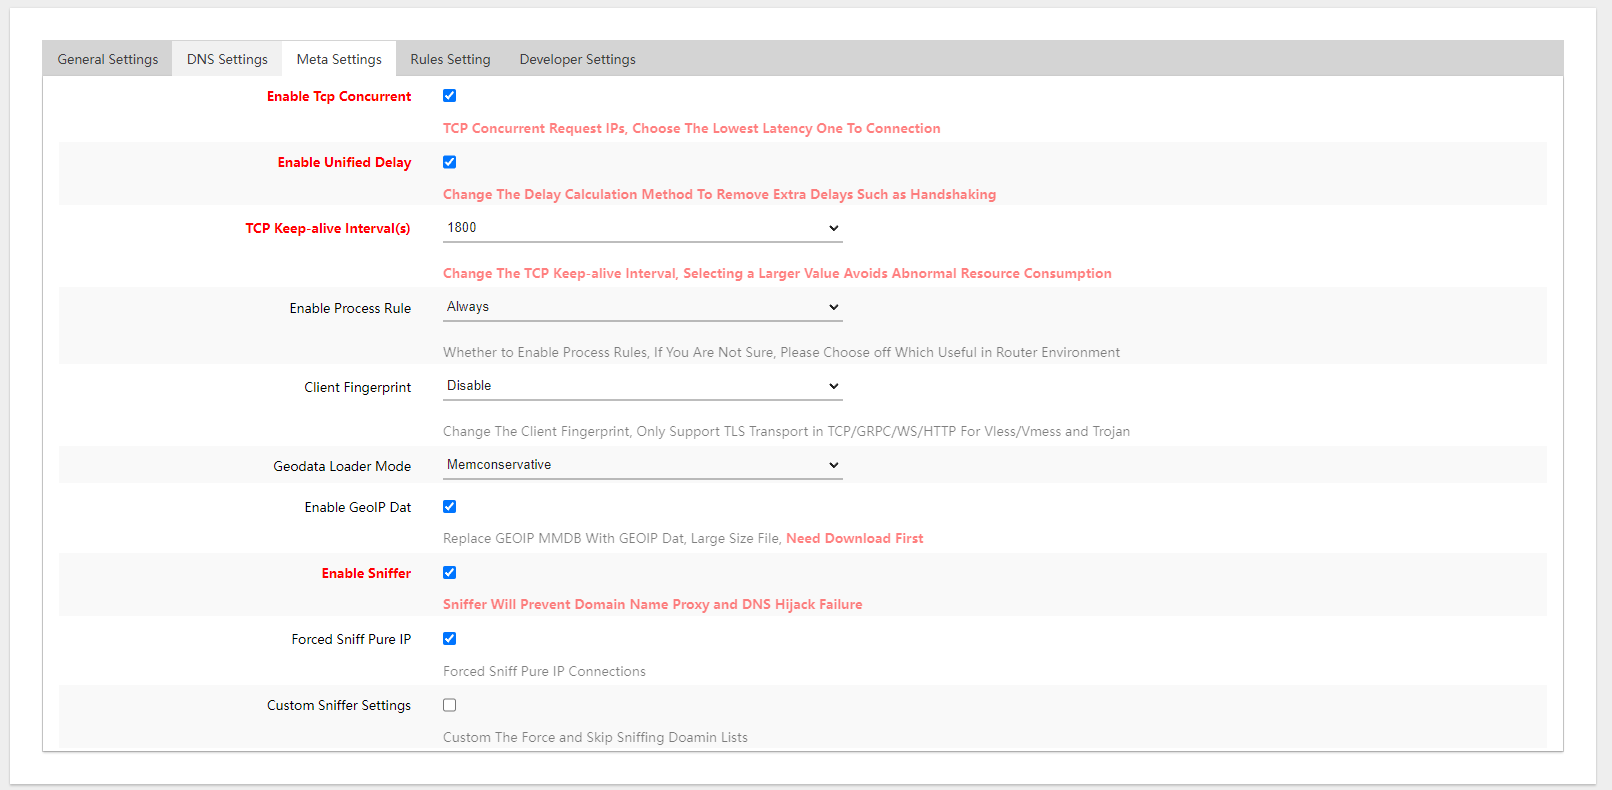 General Settings DNS Settings Meta Settings Rules Setting Developer Settings
Enable Tcp Concurrent
TCP Concurrent Request IPs, Choose The Lowest Latency One To Connection
Enable Unified Delay
Change The Delay Calculation Method To Remove Extra Delays Such as Handshaking
TCP Keep-alive Interval(s) 1800
Change The TCP Keep-alive Interval, Selecting a Larger Value Avoids Abnormal Resource Consumption
Enable Process Rule Always
Whether to Enable Process Rules, If You Are Not Sure, Please Choose off Which Useful in Router Environment
Client Fingerprint Disable
Change The Client Fingerprint, Only Support TLS Transport in TCP/GRPC/WS/HTTP For Vless/Vmess and Trojan
Geodata Loader Mode Memconservative
Enable GeoIP Dat
Replace GEOIP MMDB With GEOIP Dat, Large Size File, Need Download First
Enable Sniffer
Sniffer Will Prevent Domain Name Proxy and DNS Hijack Failure
Forced Sniff Pure IP
Forced Sniff Pure IP Connections
Custom Sniffer Settings
Custom The Force and Skip Sniffing Doamin Lists